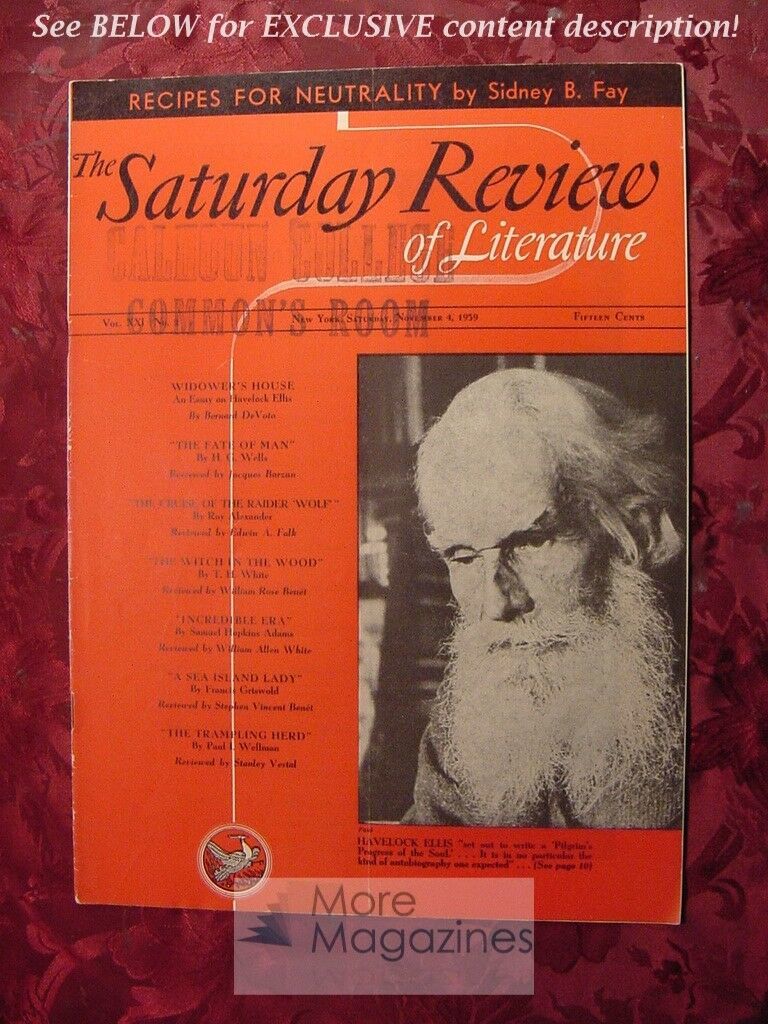 See BELOW for EXCLUSIVE content description!
RECIPES FOR NEUTRALITY by Sidney B. Fay
The Saturday Review
of Literature
CALHOUN COLLEGE
COMMON'S ROOM
Vol. XXI No. New York, Saturday, November 4, 1939 Fifteen Cents
WIDOWER'S HOUSE
An Essay on Havelock Ellis
By Bernard DeVoto
"THE FATE OF MAN"
By H. G. Wells
Reviewed by Jacques Barzun
"THE CRUISE OF THE RAIDER 'WOLF'"
By Roy Alexander
Reviewed by Edwin A. Falk
"THE WITCH IN THE WOOD"
By T. H. White
Reviewed by William Rose Benét
"INCREDIBLE ERA"
By Samuel Hopkins Adams
Reviewed by William Allen White
"A SEA ISLAND LADY"
By Francis Griswold
Reviewed by Stephen Vincent Benét
"THE TRAMPLING HERD"
By Paul I. Wellman
Reviewed by Stanley Vestal
HAVELOCK ELLIS "set out to write a 'Pilgrim's
Progress of the Soul.' . . . It is in no particular the
kind of autobiography one expected" . . . (See page 10)
More
Magazines